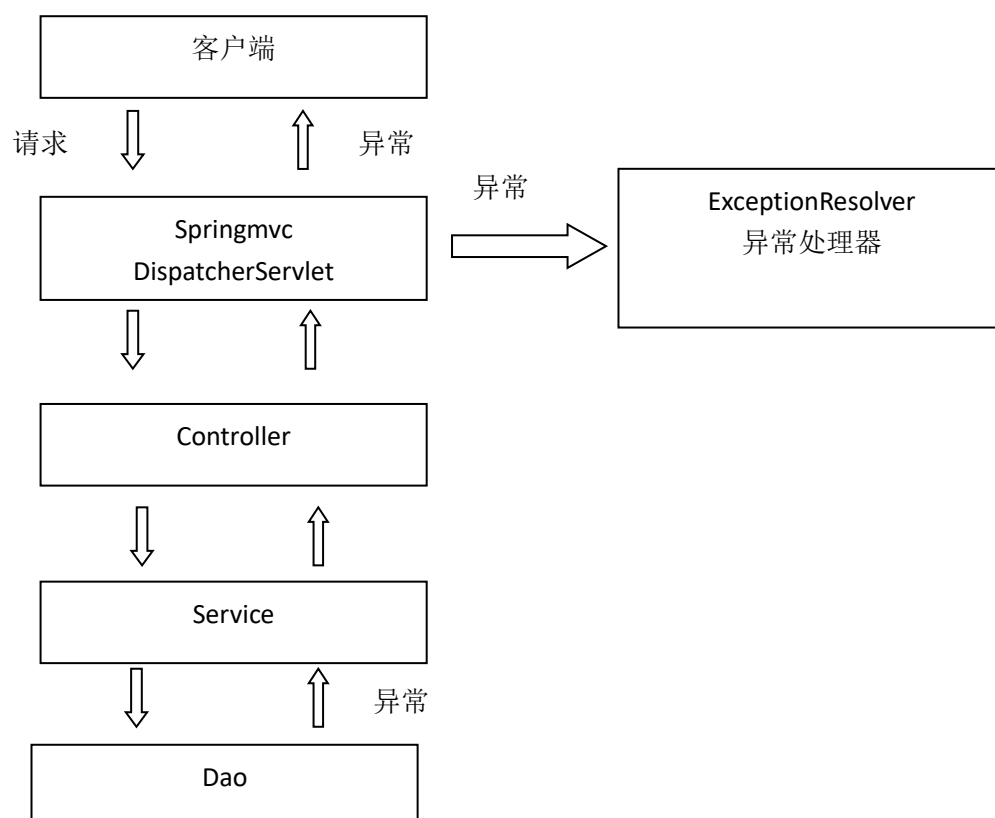 客户端
请求
异常
异常
Springmvc
DispatcherServlet
ExceptionResolver
异常处理器
Controller
Service
异常
Dao